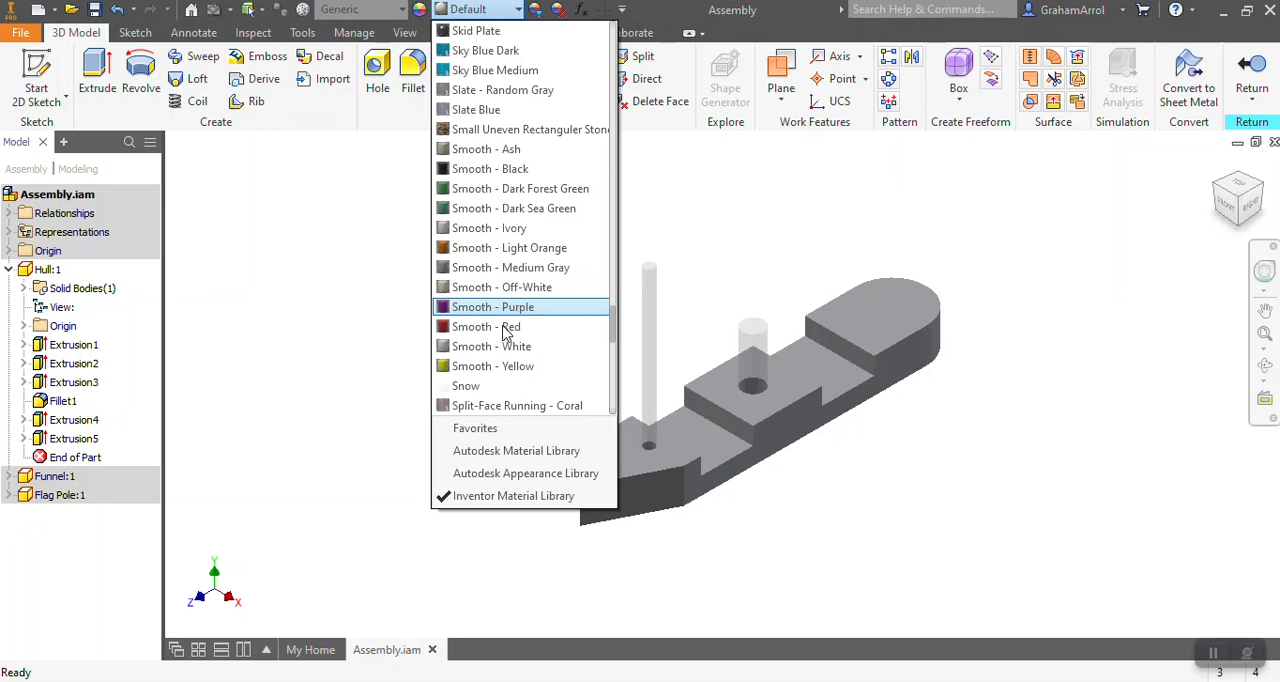 PRO
Generic
Default
fx
Assembly
Search Help & Commands...
GrahamArrol
File
3D Model
Sketch
Annotate
Inspect
Tools
Manage
View
borate
Start
2D Sketch
Sketch
Extrude
Revolve
Sweep
Loft
Coil
Emboss
Derive
Rib
Decal
Import
Create
Hole
Fillet
Split
Direct
Delete Face
Shape
Generator
Explore
Plane
Axis
Point
UCS
Work Features
Pattern
Box
Create Freeform
Surface
Stress
Analysis
Simulation
Convert to
Sheet Metal
Convert
Return
Return
Model
Assembly
Modeling
Assembly.iam
Relationships
Representations
Origin
Hull:1
Solid Bodies(1)
View:
Origin
Extrusion1
Extrusion2
Extrusion3
Fillet1
Extrusion4
Extrusion5
End of Part
Funnel:1
Flag Pole:1
Skid Plate
Sky Blue Dark
Sky Blue Medium
Slate - Random Gray
Slate Blue
Small Uneven Rectanguler Stone
Smooth - Ash
Smooth - Black
Smooth - Dark Forest Green
Smooth - Dark Sea Green
Smooth - Ivory
Smooth - Light Orange
Smooth - Medium Gray
Smooth - Off-White
Smooth - Purple
Smooth - Red
Smooth - White
Smooth - Yellow
Snow
Split-Face Running - Coral
Favorites
Autodesk Material Library
Autodesk Appearance Library
Inventor Material Library
TOP
FRONT
RIGHT
Y
Z
X
My Home
Assembly.iam
Ready
3
4